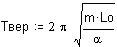 Tвер := 2 π √(m·Lo / α)